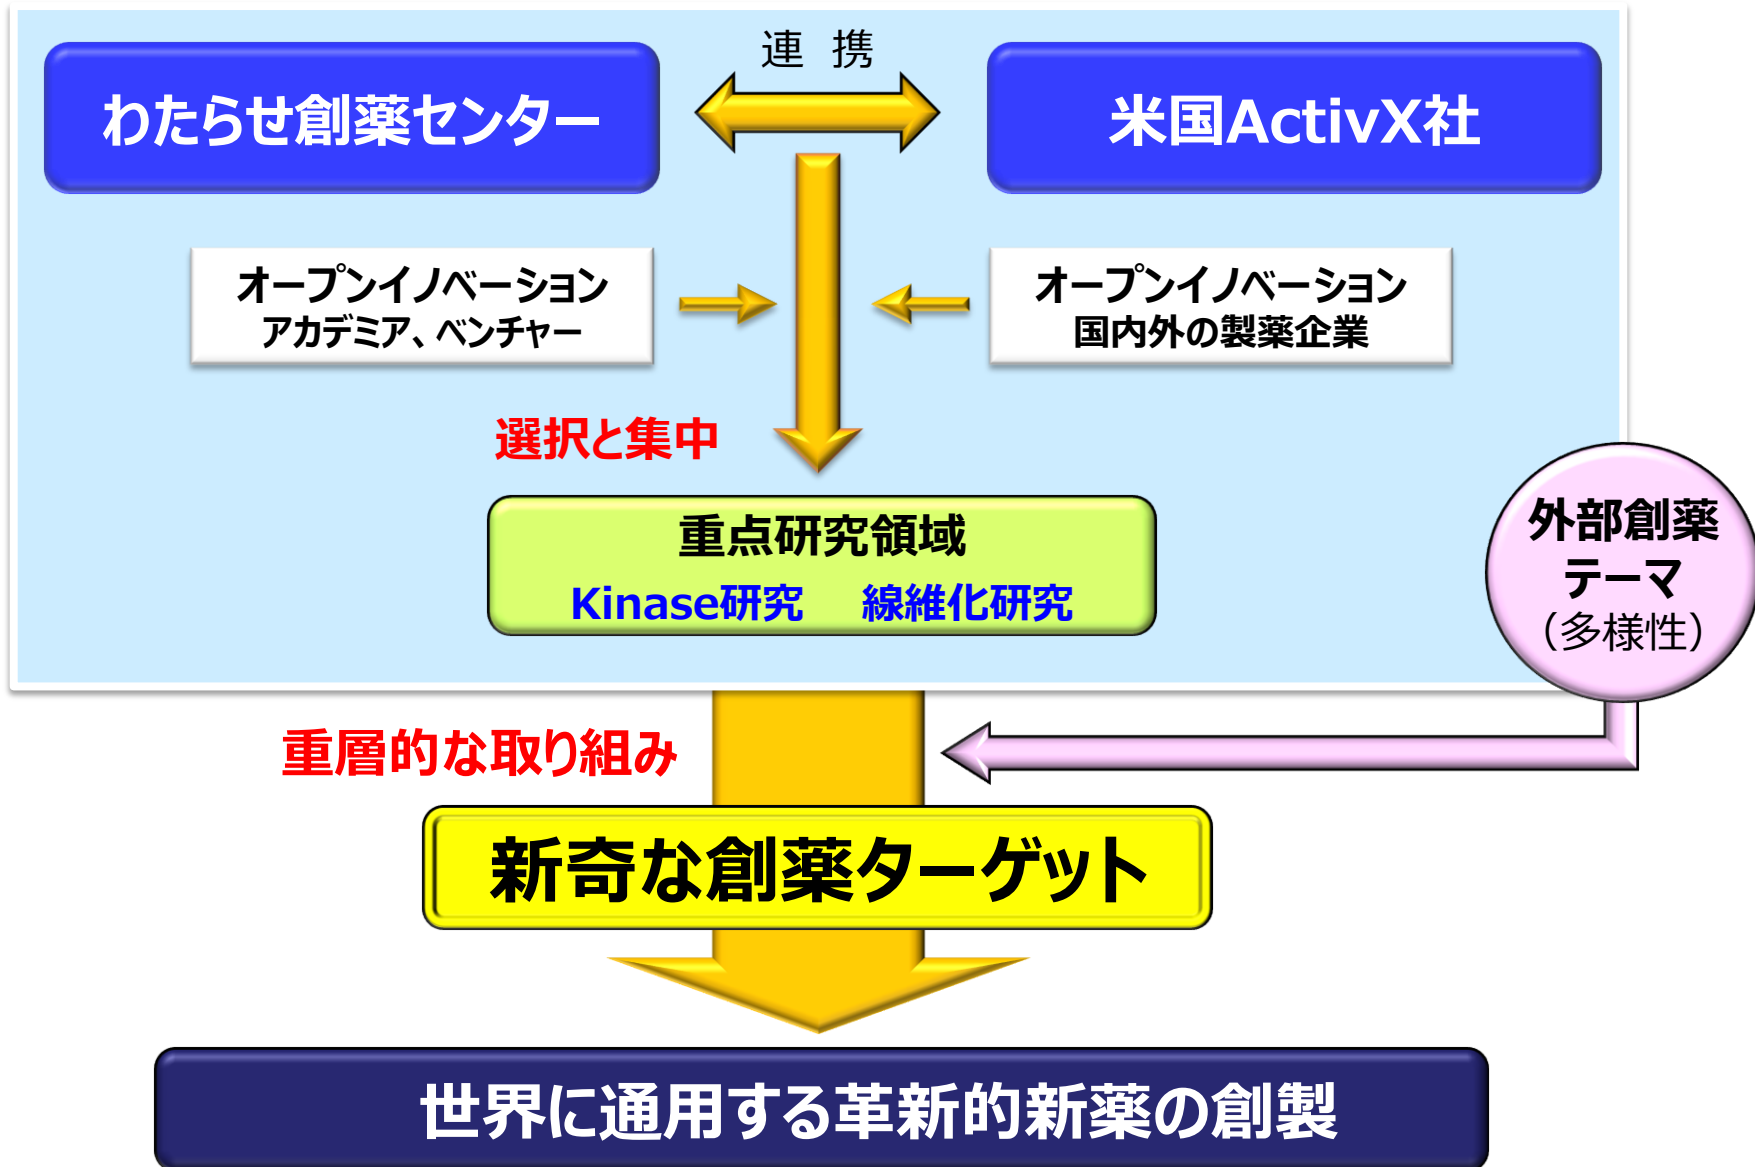 連 携
わたらせ創薬センター
米国ActivX社
オープンイノベーション
アカデミア、ベンチャー
オープンイノベーション
国内外の製薬企業
選択と集中
重点研究領域
Kinase研究 線維化研究
外部創薬
テーマ
（多様性）
重層的な取り組み
新奇な創薬ターゲット
世界に通用する革新的新薬の創製